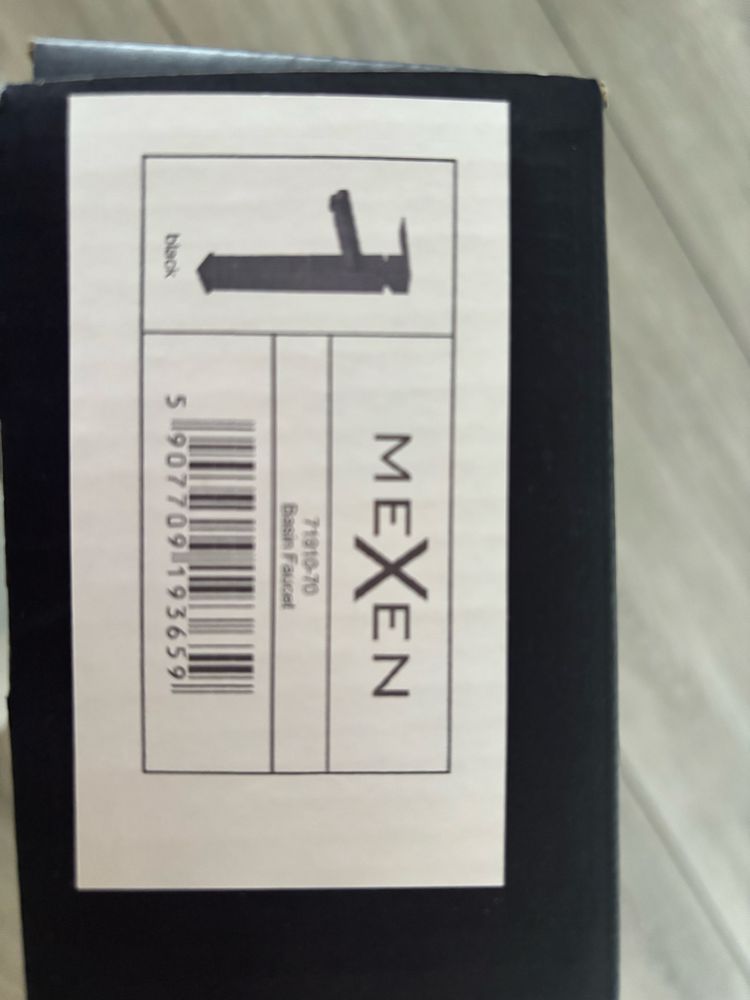 MEXEN
71910-70
Basin Faucet
black
5 907709 193659